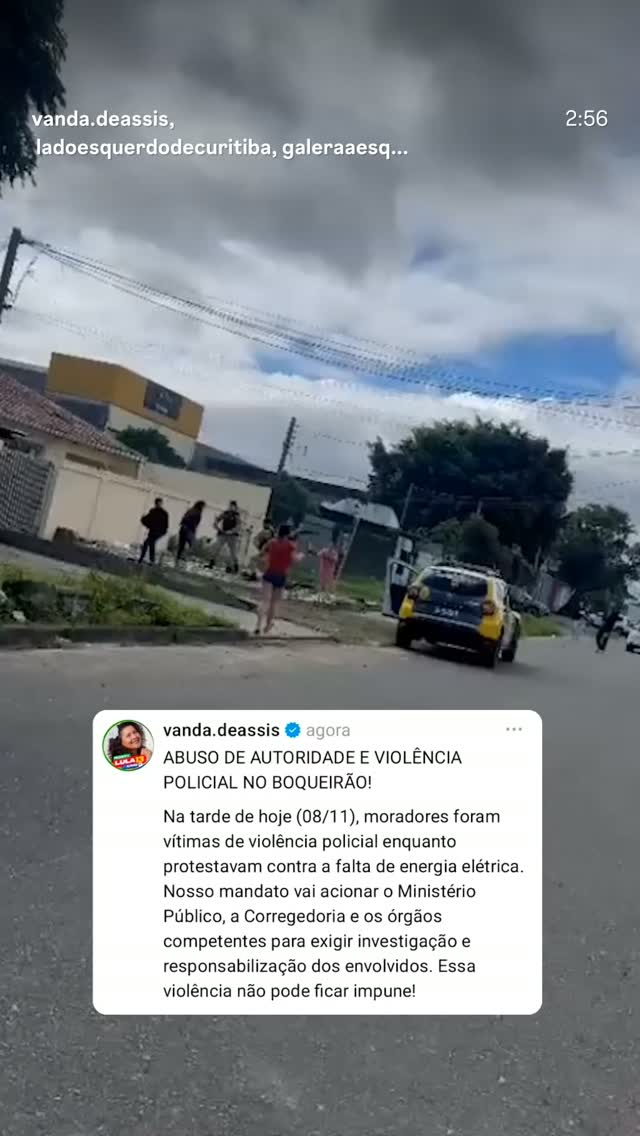 vanda.deassis,
2:56
ladoesquerdodecuritiba, galeraaesq...
vanda.deassis agora
ABUSO DE AUTORIDADE E VIOLÊNCIA
POLICIAL NO BOQUEIRÃO!
Na tarde de hoje (08/11), moradores foram
vítimas de violência policial enquanto
protestavam contra a falta de energia elétrica.
Nosso mandato vai acionar o Ministério
Público, a Corregedoria e os órgãos
competentes para exigir investigação e
responsabilização dos envolvidos. Essa
violência não pode ficar impune!
LULA